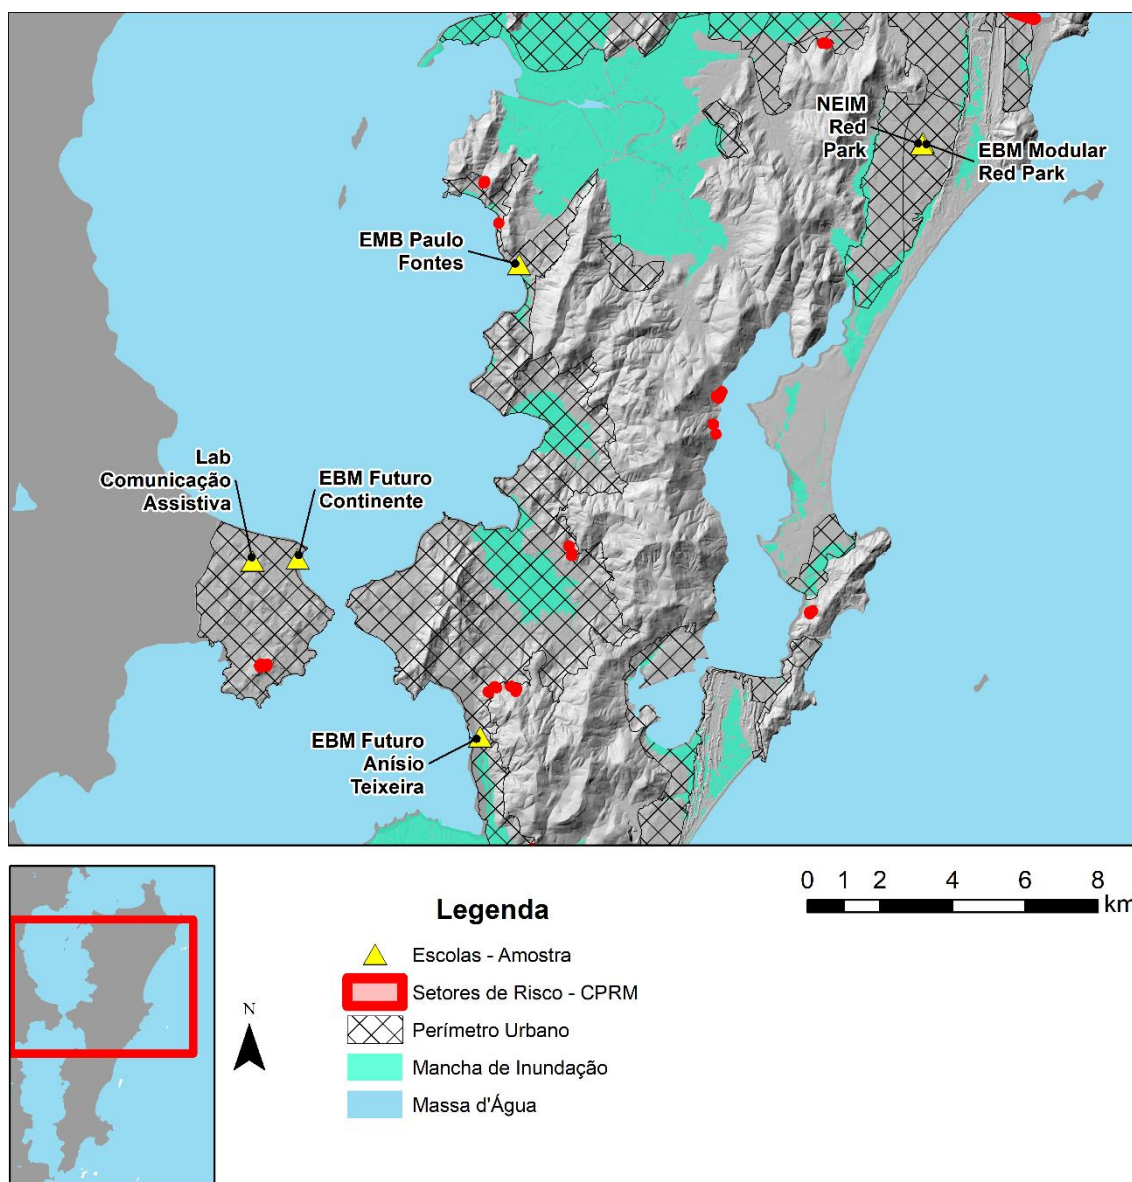 NEIM
Red
Park
EBM Modular
Red Park
EMB Paulo
Fontes
Lab
Comunicação
Assistiva
EBM Futuro
Continente
EBM Futuro
Anísio
Teixeira
0 1 2 4 6 8
km
Legenda
Escolas - Amostra
Setores de Risco - CPRM
N
Perímetro Urbano
Mancha de Inundação
Massa d'Água